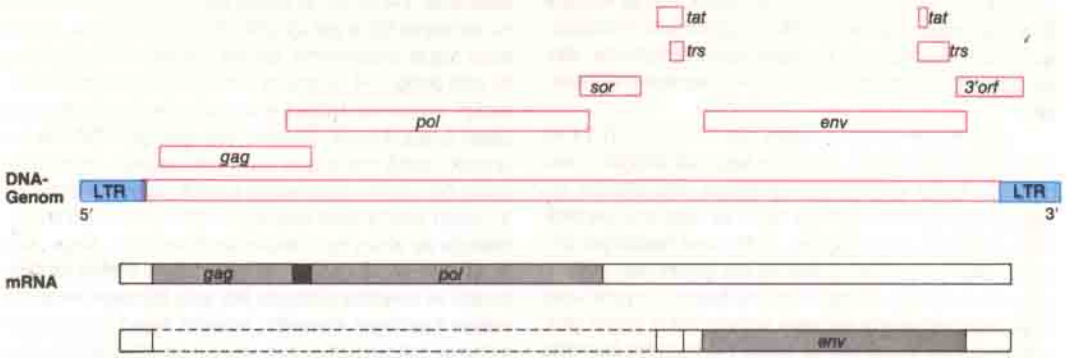 tat
tat
trs
trs
sor
3'orf
pol
env
gag
DNA-
Genom
LTR
LTR
5'
3'
mRNA
gag
pol
env